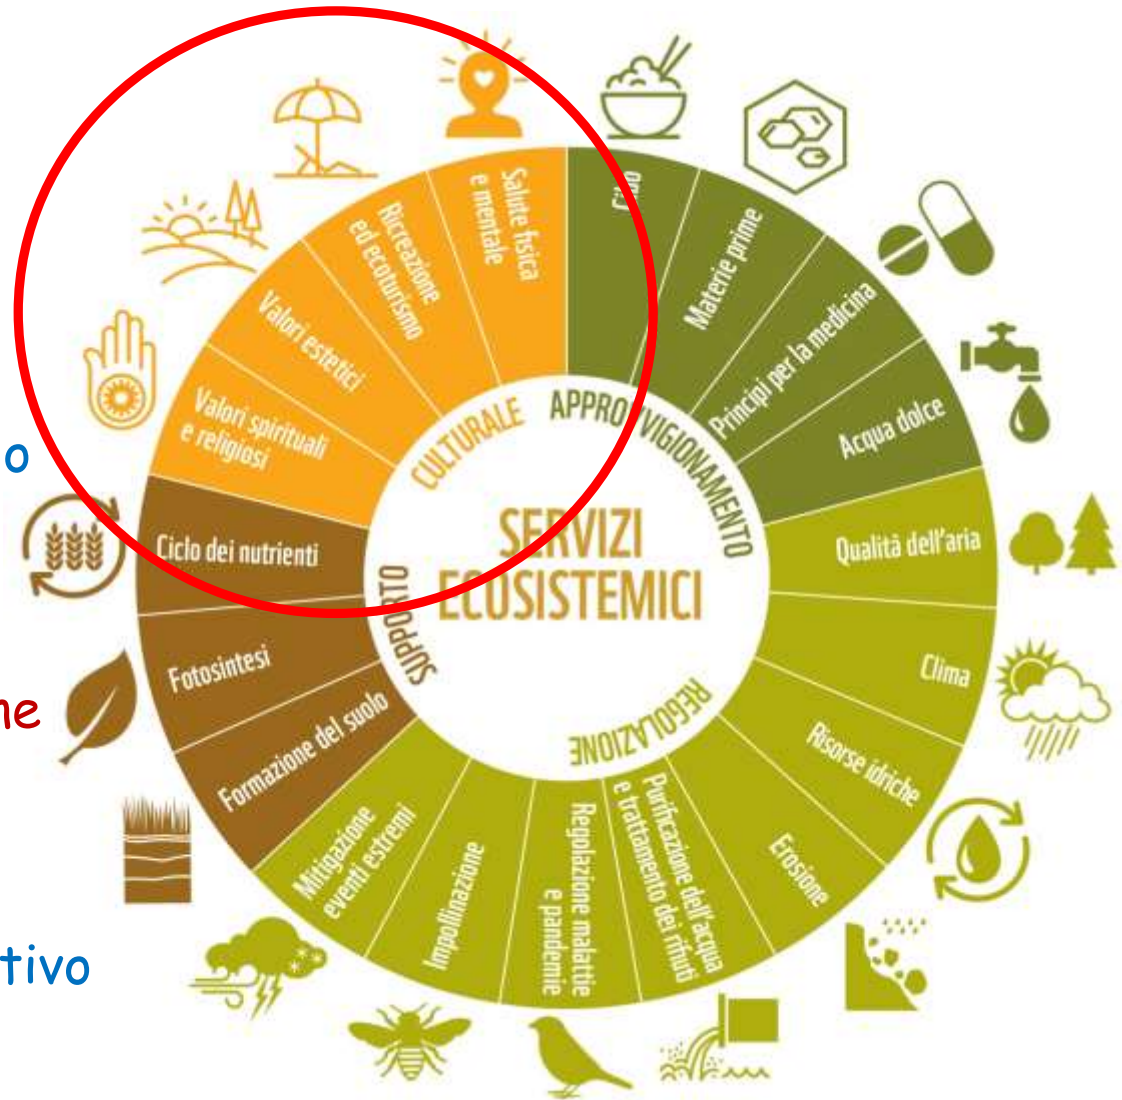 SERVIZI
ECOSISTEMICI
CULTURALE
Valori spirituali
e religiosi
Valori estetici
Ricreazione
ed ecoturismo
Salute fisica
e mentale
APPROVVIGIONAMENTO
Cibo
Materie prime
Principi per la medicina
Acqua dolce
REGOLAZIONE
Qualità dell'aria
Clima
Risorse idriche
Erosione
Purificazione dell'acqua
e trattamento dei rifiuti
Regolazione malattie
e pandemie
Impollinazione
Mitigazione
eventi estremi
SUPPORTO
Formazione del suolo
Fotosintesi
Ciclo dei nutrienti
o
ne
tivo